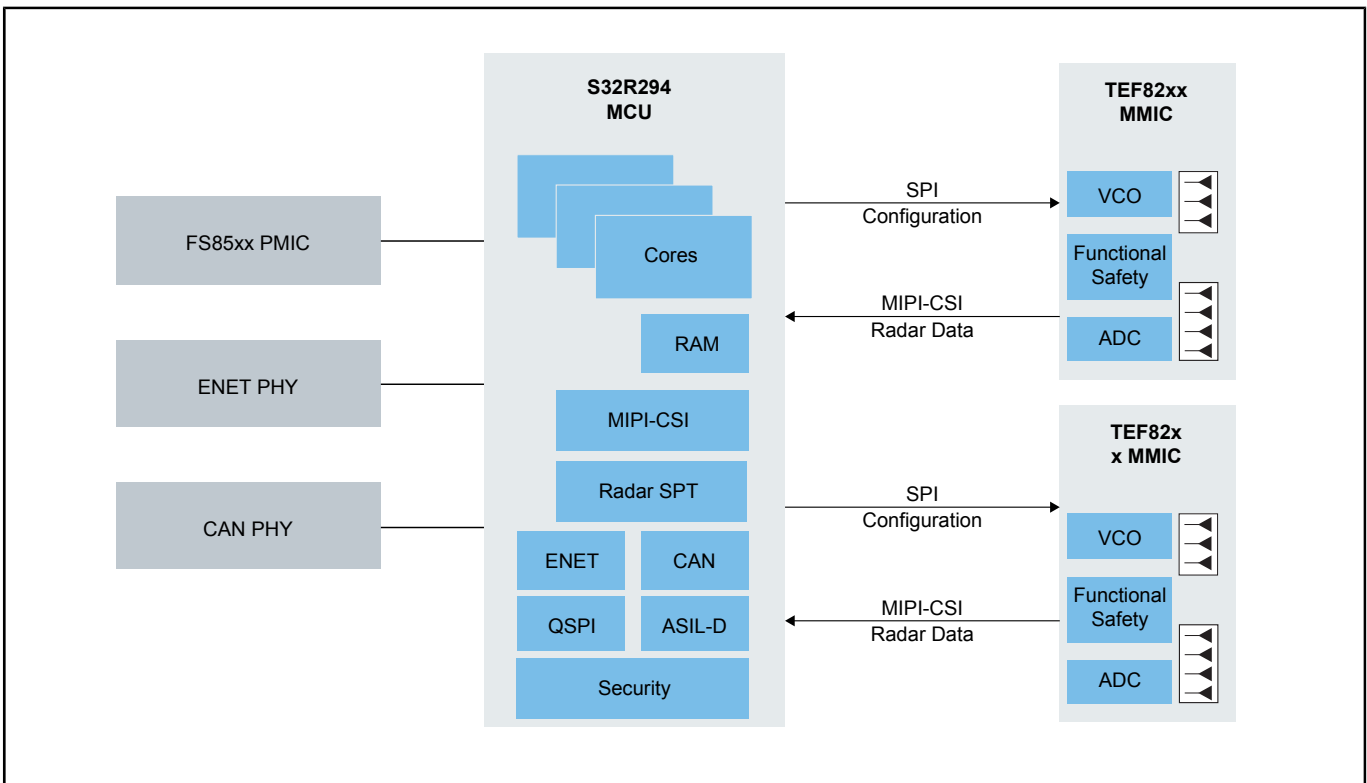 FS85xx PMIC
ENET PHY
CAN PHY
S32R294
MCU
Cores
RAM
MIPI-CSI
Radar SPT
ENET
CAN
QSPI
ASIL-D
Security
SPI
Configuration
MIPI-CSI
Radar Data
SPI
Configuration
MIPI-CSI
Radar Data
TEF82xx
MMIC
VCO
Functional
Safety
ADC
TEF82x
x MMIC
VCO
Functional
Safety
ADC